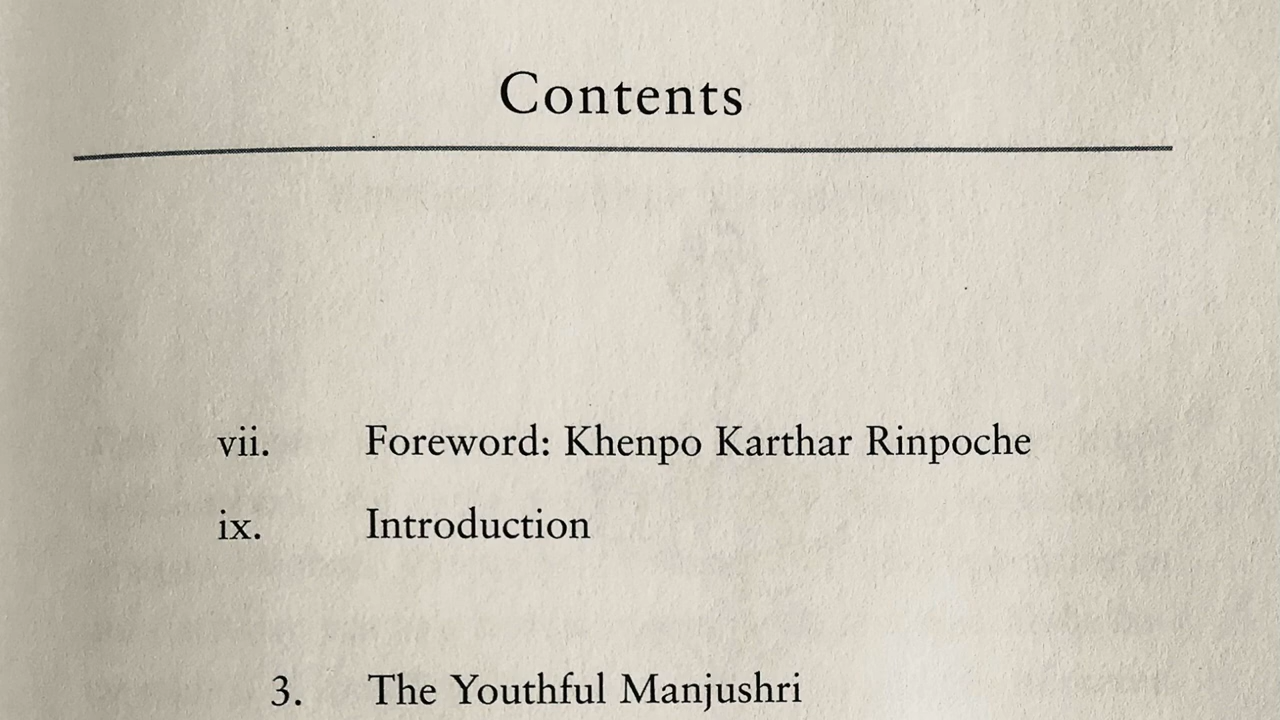 Contents
vii. Foreword: Khenpo Karthar Rinpoche
ix. Introduction
3. The Youthful Manjushri